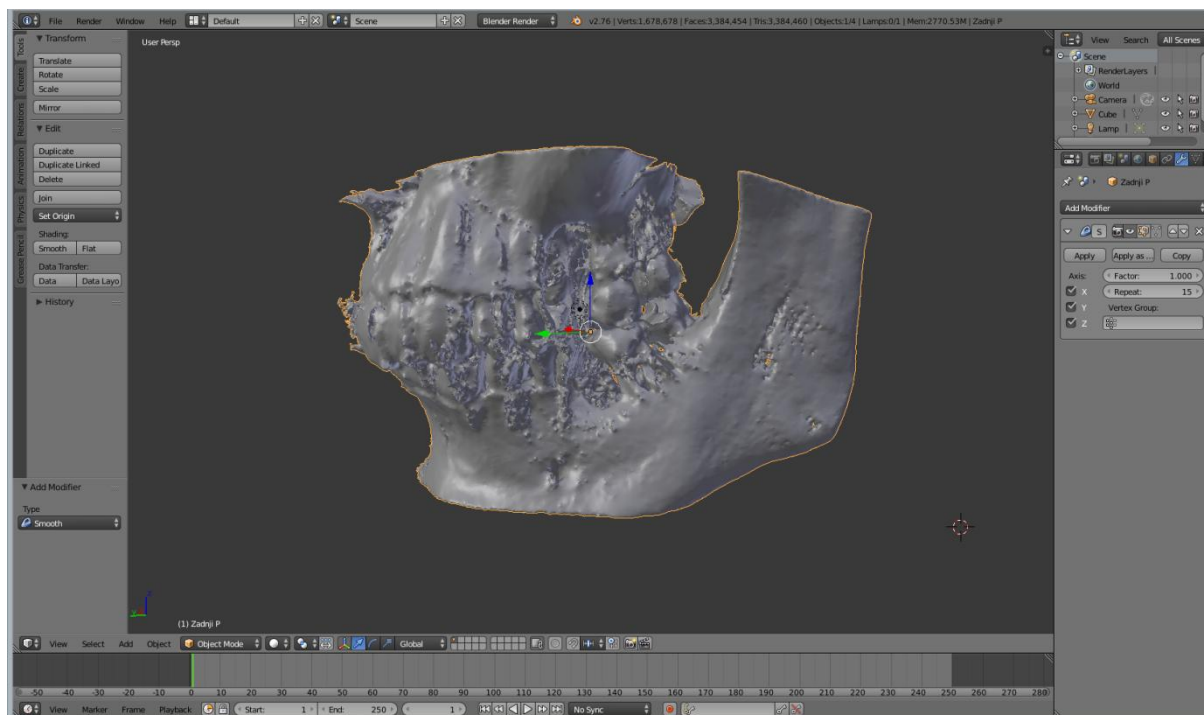 File Render Window Help Default Scene Blender Render v2.76 | Verts:1,678,678 | Faces:3,384,454 | Tris:3,384,460 | Objects:1/4 | Lamps:0/1 | Mem:2770.53M | Zadnji P
Tools
Create
Relations
Animation
Physics
Grease Pencil
Transform
Translate
Rotate
Scale
Mirror
Edit
Duplicate
Duplicate Linked
Delete
Join
Set Origin
Shading:
Smooth Flat
Data Transfer:
Data Data Layo
History
Add Modifier
Type
Smooth
User Persp
(1) Zadnji P
View Search All Scenes
Scene
RenderLayers |
World
Camera |
Cube |
Lamp |
Zadnji P
Add Modifier
S
Apply Apply as ... Copy
Axis: Factor: 1.000
X Repeat: 15
Y Vertex Group:
Z
View Select Add Object Object Mode Global
-50 -40 -30 -20 -10 0 10 20 30 40 50 60 70 80 90 100 110 120 130 140 150 160 170 180 190 200 210 220 230 240 250 260 270 280
View Marker Frame Playback Start: 1 End: 250 1 No Sync